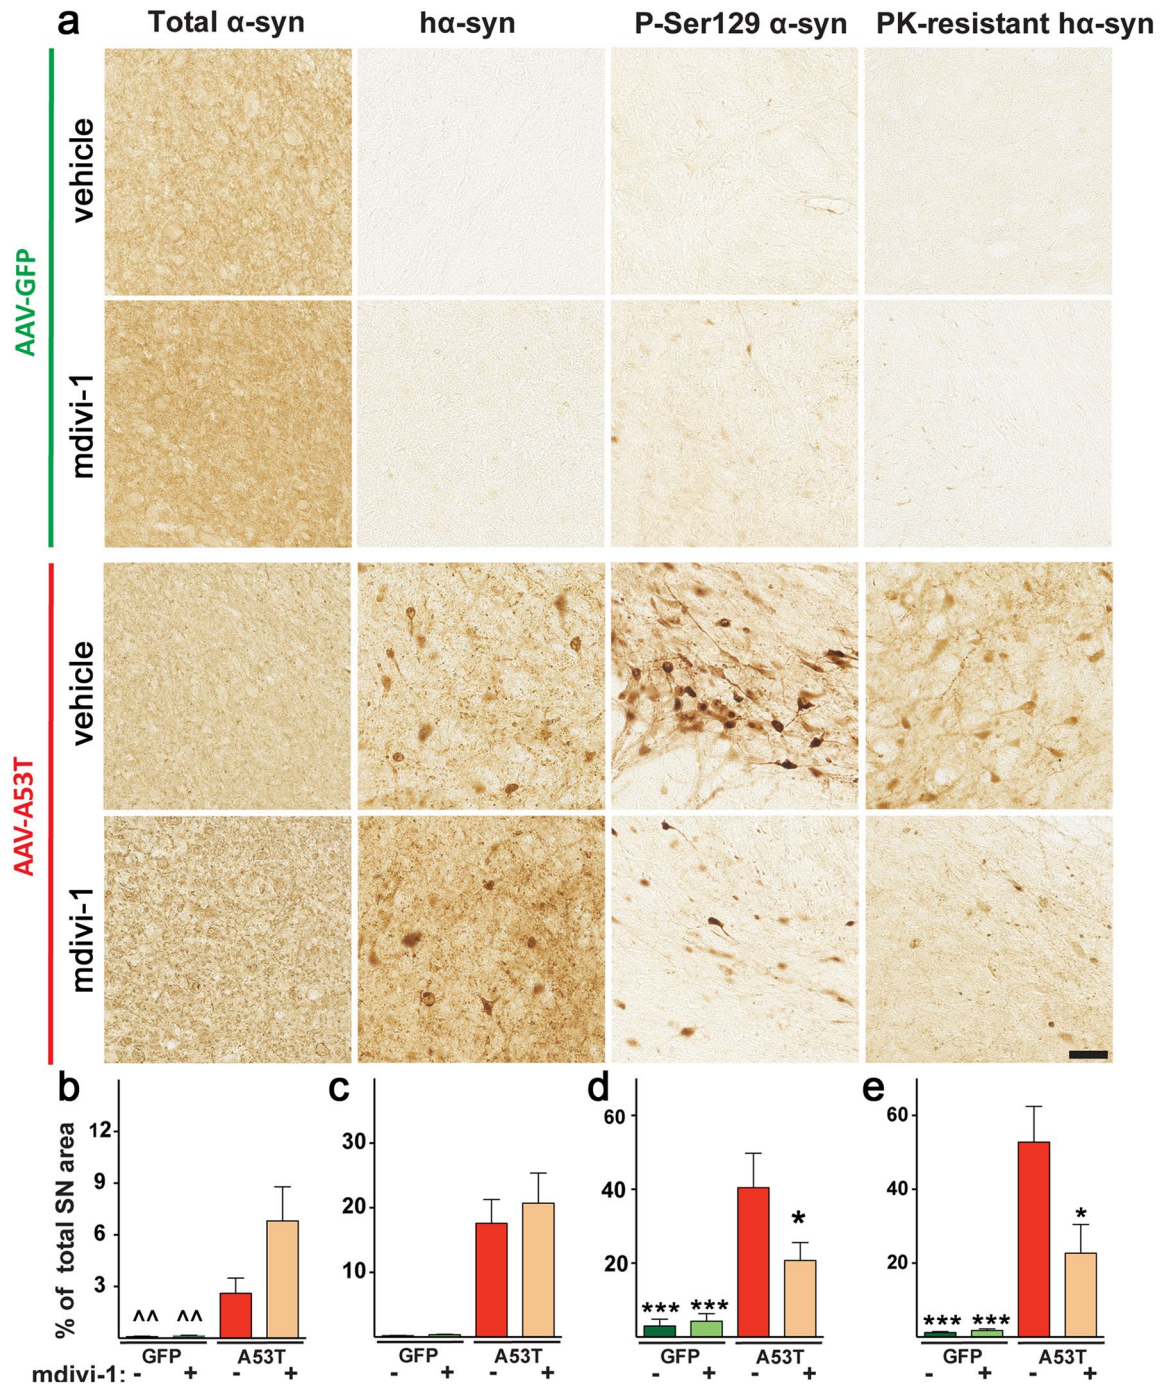 a
Total α-syn
hα-syn
P-Ser129 α-syn
PK-resistant hα-syn
AAV-GFP
vehicle
mdivi-1
AAV-A53T
vehicle
mdivi-1
b
% of total SN area
12
9
6
3
^^
^^
GFP
A53T
mdivi-1: - + - +
c
30
20
10
GFP
A53T
- + - +
d
60
40
20
***
***
*
GFP
A53T
- + - +
e
60
40
20
***
***
*
GFP
A53T
- + - +